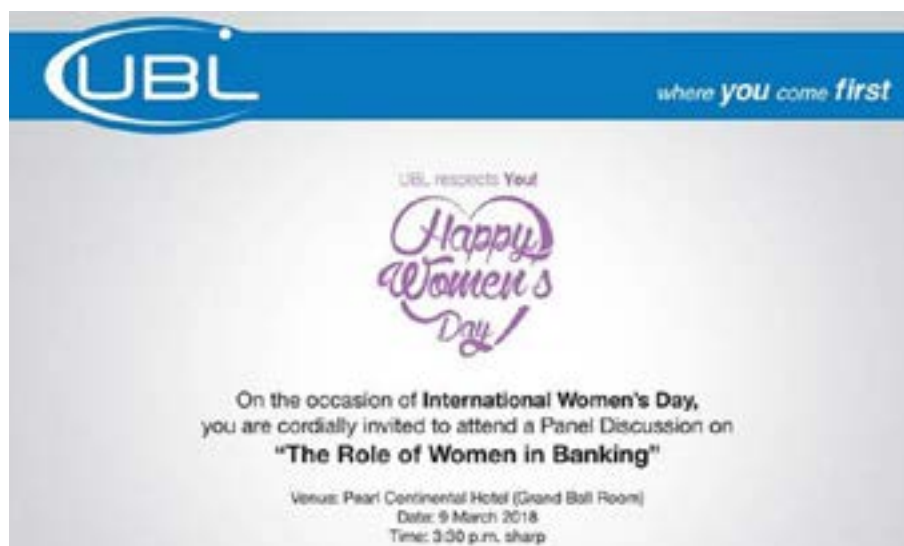 UBL
where you come first
UBL respects You!
Happy
Women's
Day!
On the occasion of International Women's Day,
you are cordially invited to attend a Panel Discussion on
“The Role of Women in Banking”
Venue: Pearl Continental Hotel (Grand Ball Room)
Date: 9 March 2018
Time: 3:30 p.m. sharp